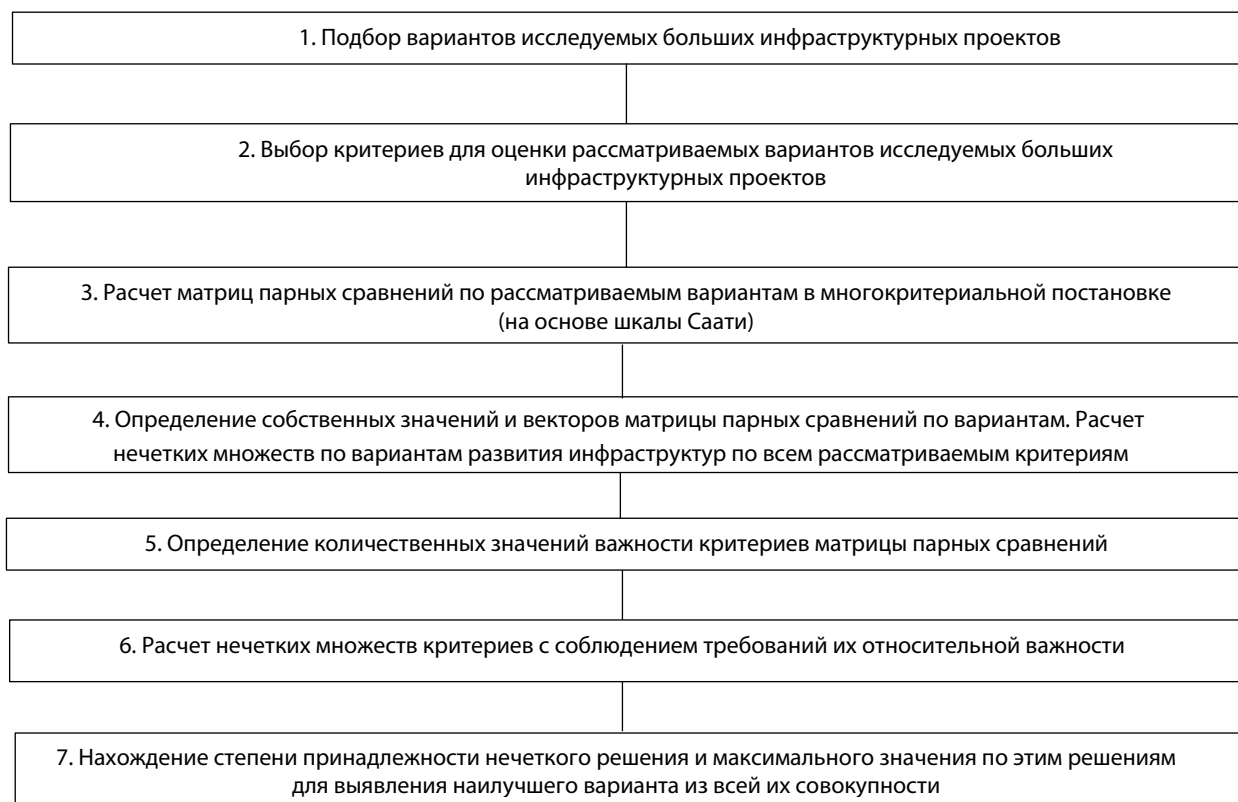 1. Подбор вариантов исследуемых больших инфраструктурных проектов
2. Выбор критериев для оценки рассматриваемых вариантов исследуемых больших
инфраструктурных проектов
3. Расчет матриц парных сравнений по рассматриваемым вариантам в многокритериальной постановке
(на основе шкалы Саати)
4. Определение собственных значений и векторов матрицы парных сравнений по вариантам. Расчет
нечетких множеств по вариантам развития инфраструктур по всем рассматриваемым критериям
5. Определение количественных значений важности критериев матрицы парных сравнений
6. Расчет нечетких множеств критериев с соблюдением требований их относительной важности
7. Нахождение степени принадлежности нечеткого решения и максимального значения по этим решениям
для выявления наилучшего варианта из всей их совокупности